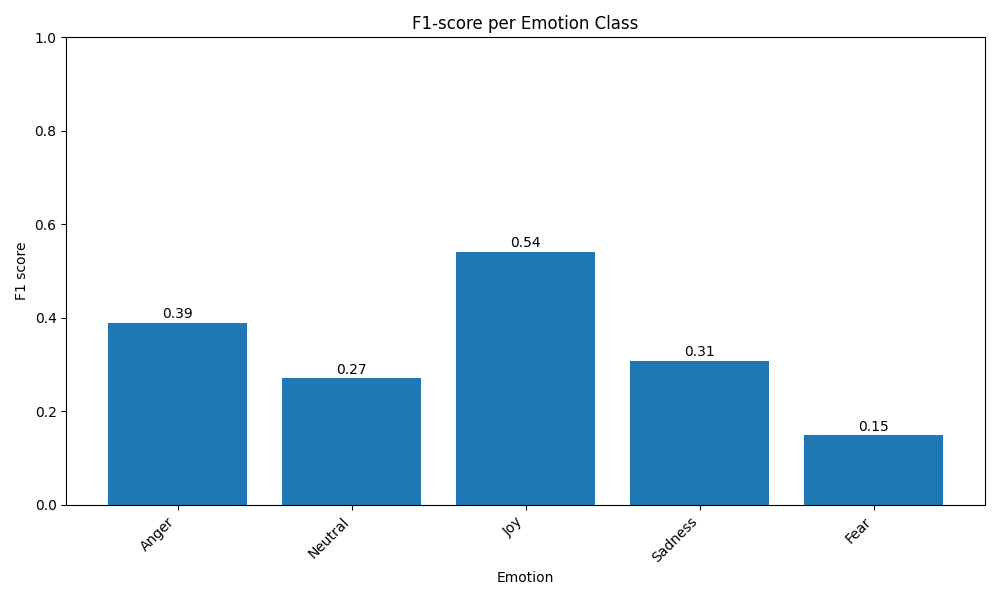 F1-score per Emotion Class
F1 score
1.0
0.8
0.6
0.4
0.2
0.0
0.39
0.27
0.54
0.31
0.15
Anger
Neutral
Joy
Sadness
Fear
Emotion